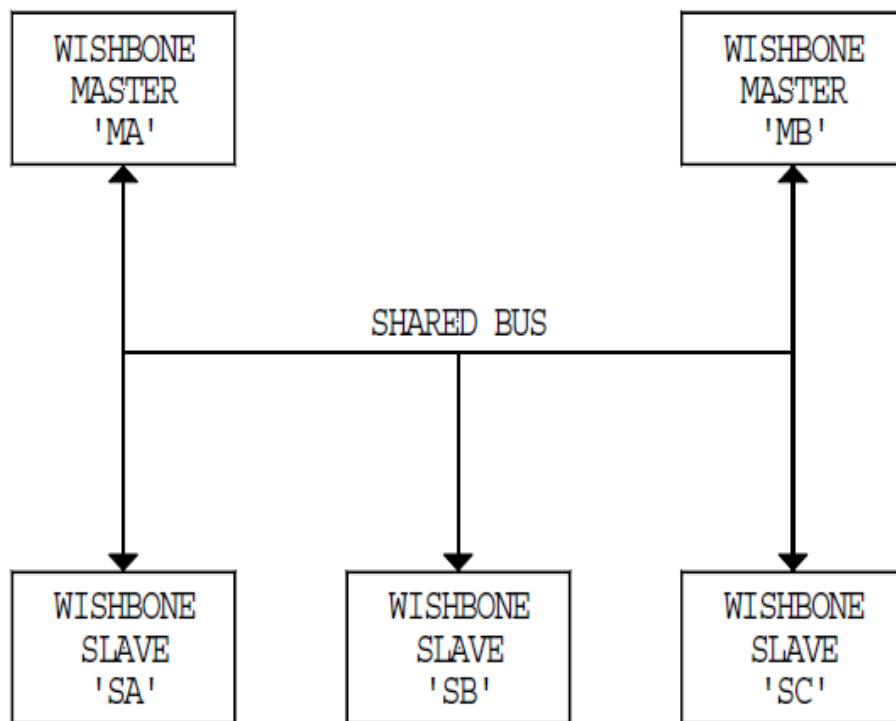 WISHBONE
MASTER
'MA'
WISHBONE
MASTER
'MB'
SHARED BUS
WISHBONE
SLAVE
'SA'
WISHBONE
SLAVE
'SB'
WISHBONE
SLAVE
'SC'